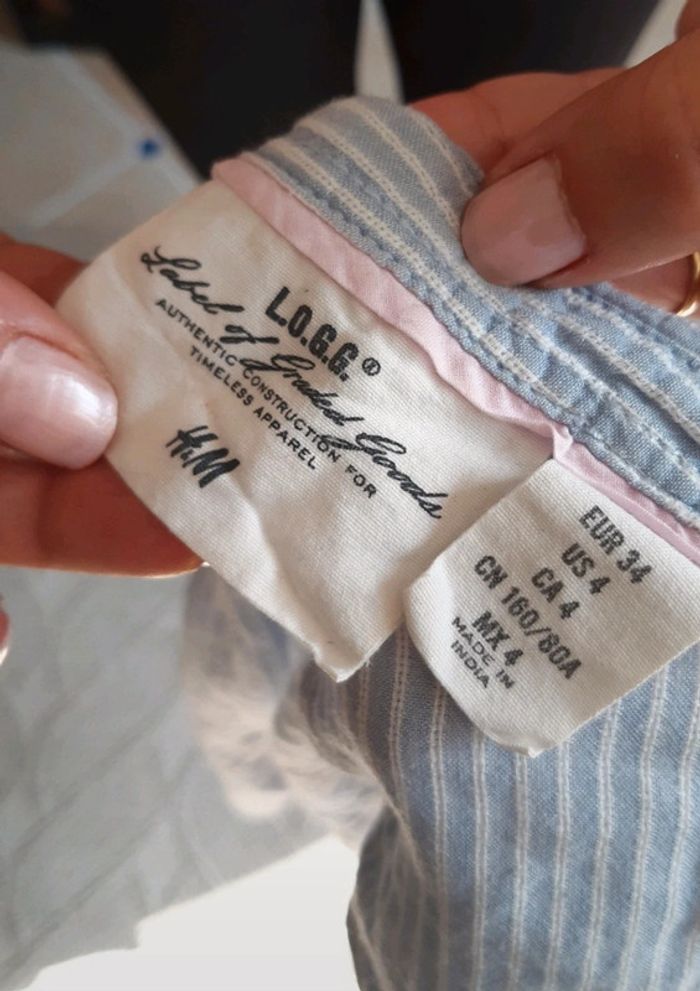 L.O.G.G.®
Label of Graded Goods
AUTHENTIC CONSTRUCTION FOR
TIMELESS APPAREL
H&M
EUR 34
US 4
CA 4
CN 160/80A
MX 4
MADE IN
INDIA